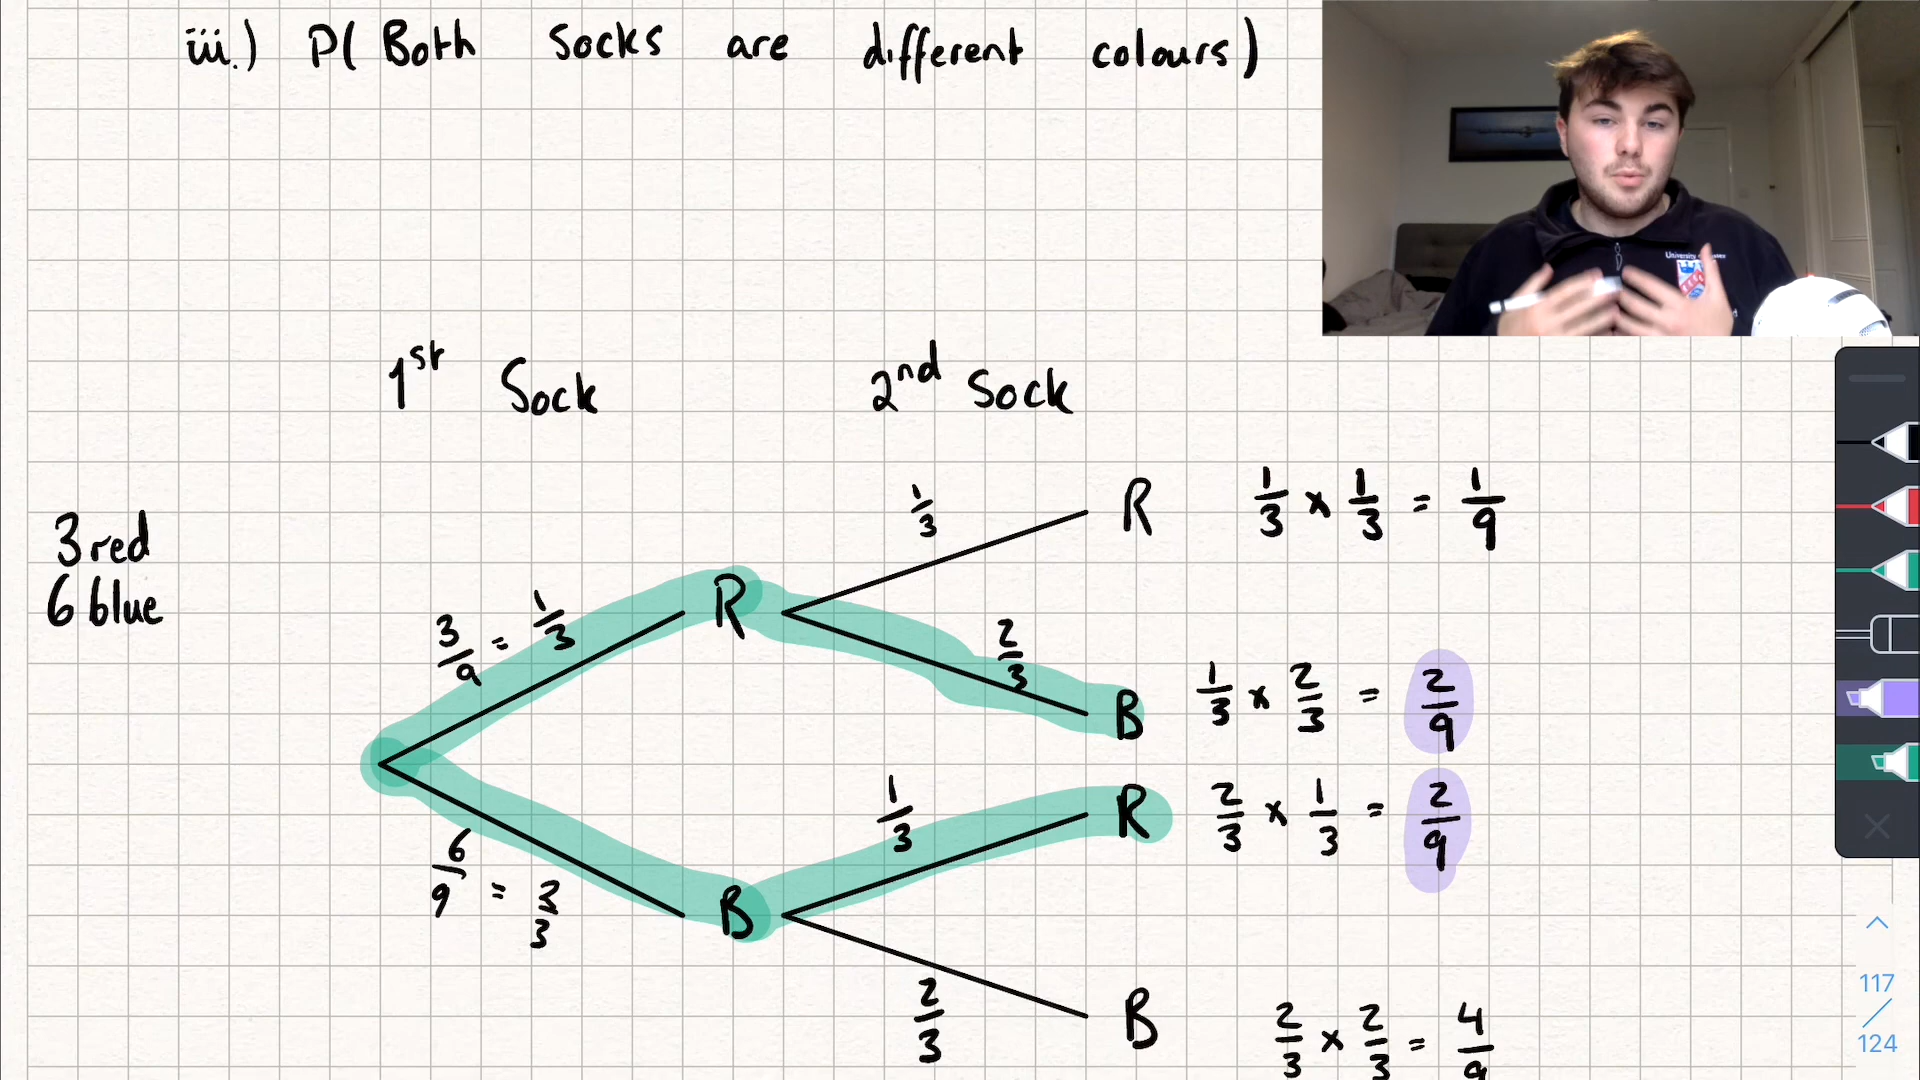 iii.) P( Both socks are different colours)
University of
1st Sock 2nd Sock
3 red
6 blue
3/9 = 1/3
R
1/3
R 1/3 x 1/3 = 1/9
2/3
B 1/3 x 2/3 = 2/9
6/9 = 2/3
B
1/3
R 2/3 x 1/3 = 2/9
2/3
B 2/3 x 2/3 = 4/9
117
/
124